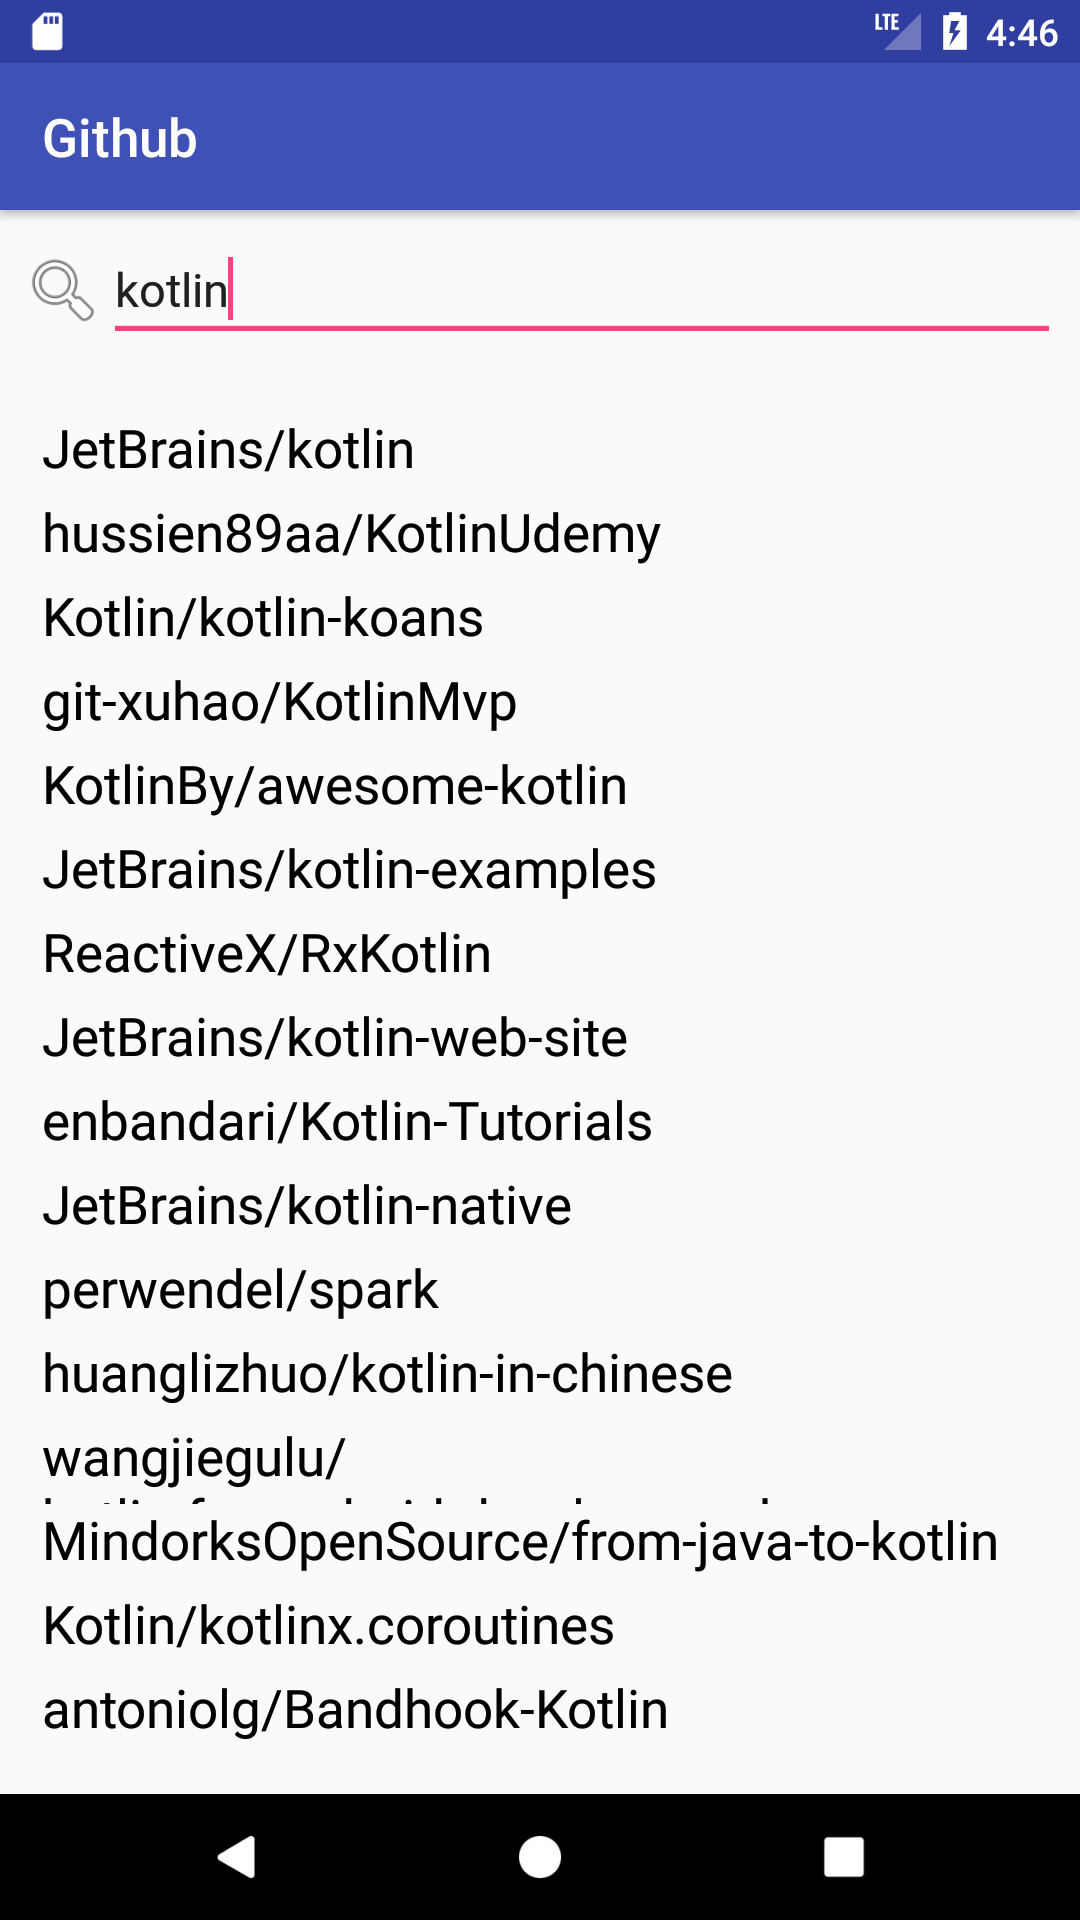 LTE 4:46
Github
kotlin
JetBrains/kotlin
hussien89aa/KotlinUdemy
Kotlin/kotlin-koans
git-xuhao/KotlinMvp
KotlinBy/awesome-kotlin
JetBrains/kotlin-examples
ReactiveX/RxKotlin
JetBrains/kotlin-web-site
enbandari/Kotlin-Tutorials
JetBrains/kotlin-native
perwendel/spark
huanglizhuo/kotlin-in-chinese
wangjiegulu/
MindorksOpenSource/from-java-to-kotlin
Kotlin/kotlinx.coroutines
antoniolg/Bandhook-Kotlin